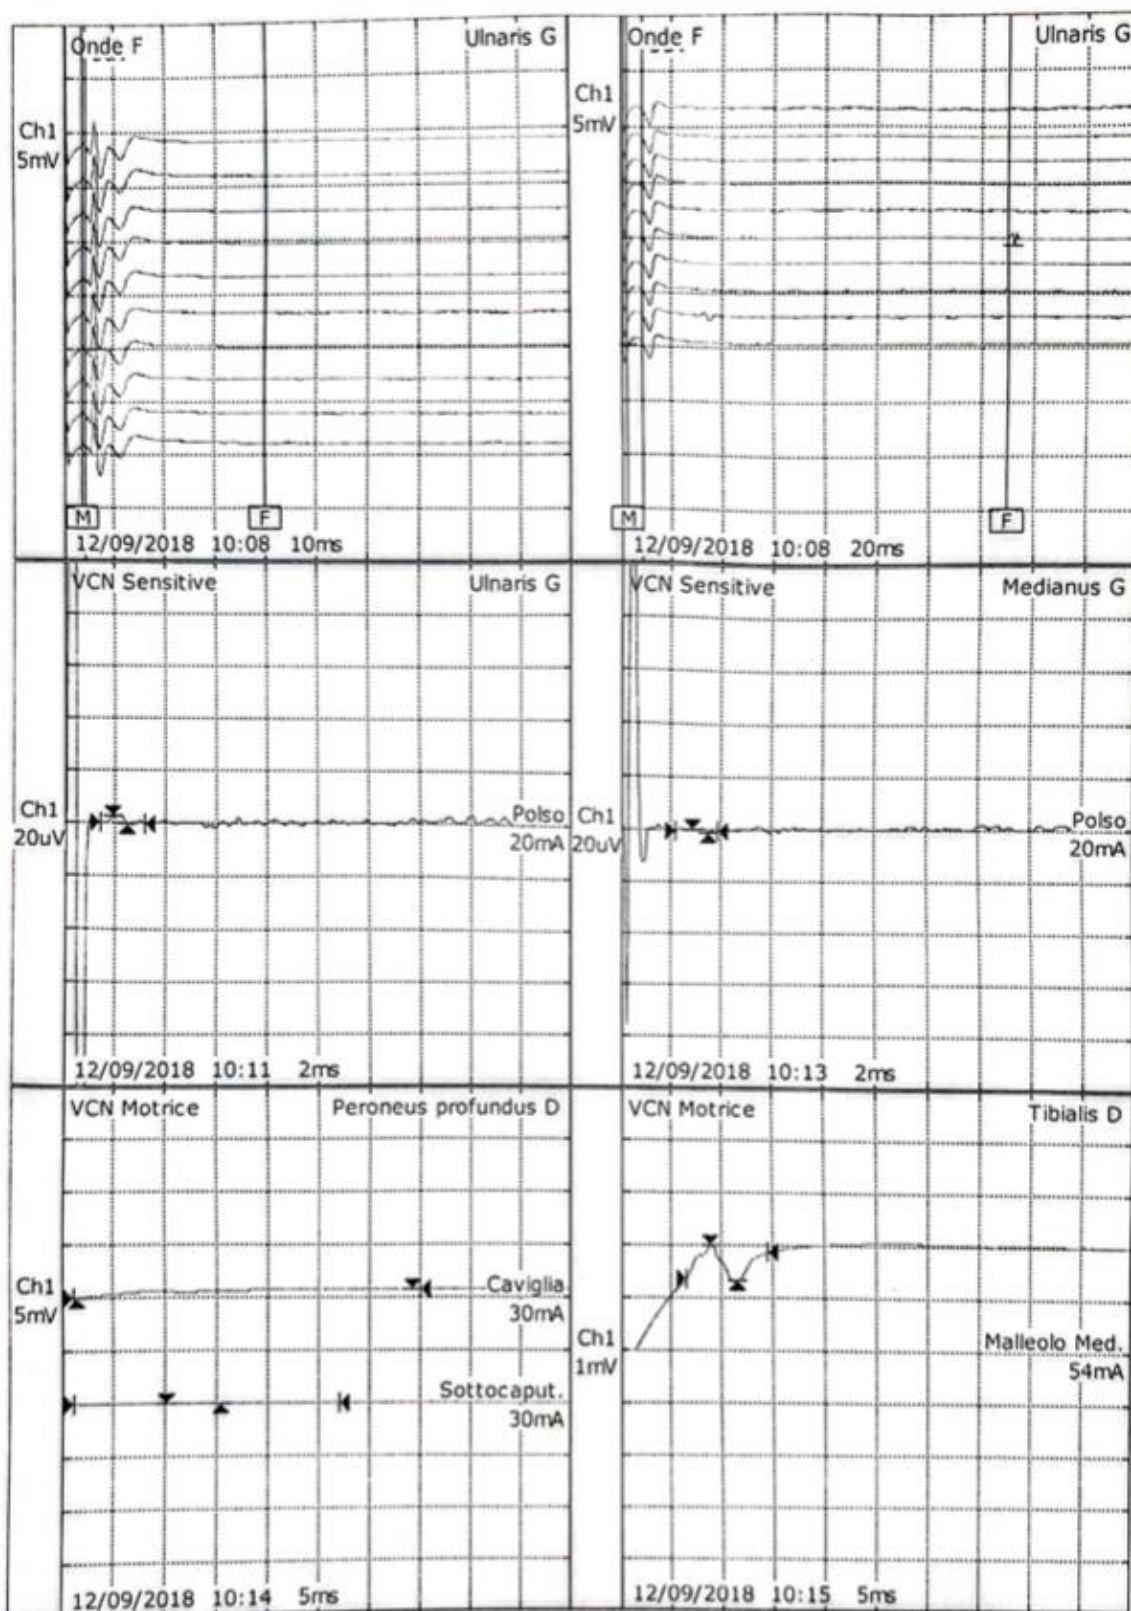 Onde F Ulnaris G
Ch1
5mV
M F
12/09/2018 10:08 10ms
Onde F Ulnaris G
Ch1
5mV
M F
12/09/2018 10:08 20ms
VCN Sensitive Ulnaris G
Ch1 Polso
20uV 20mA
12/09/2018 10:11 2ms
VCN Sensitive Medianus G
Ch1 Polso
20uV 20mA
12/09/2018 10:13 2ms
VCN Motrice Peroneus profundus D
Ch1 Caviglia
5mV 30mA
Sottocaput.
30mA
12/09/2018 10:14 5ms
VCN Motrice Tibialis D
Ch1 Malleolo Med.
1mV 54mA
12/09/2018 10:15 5ms